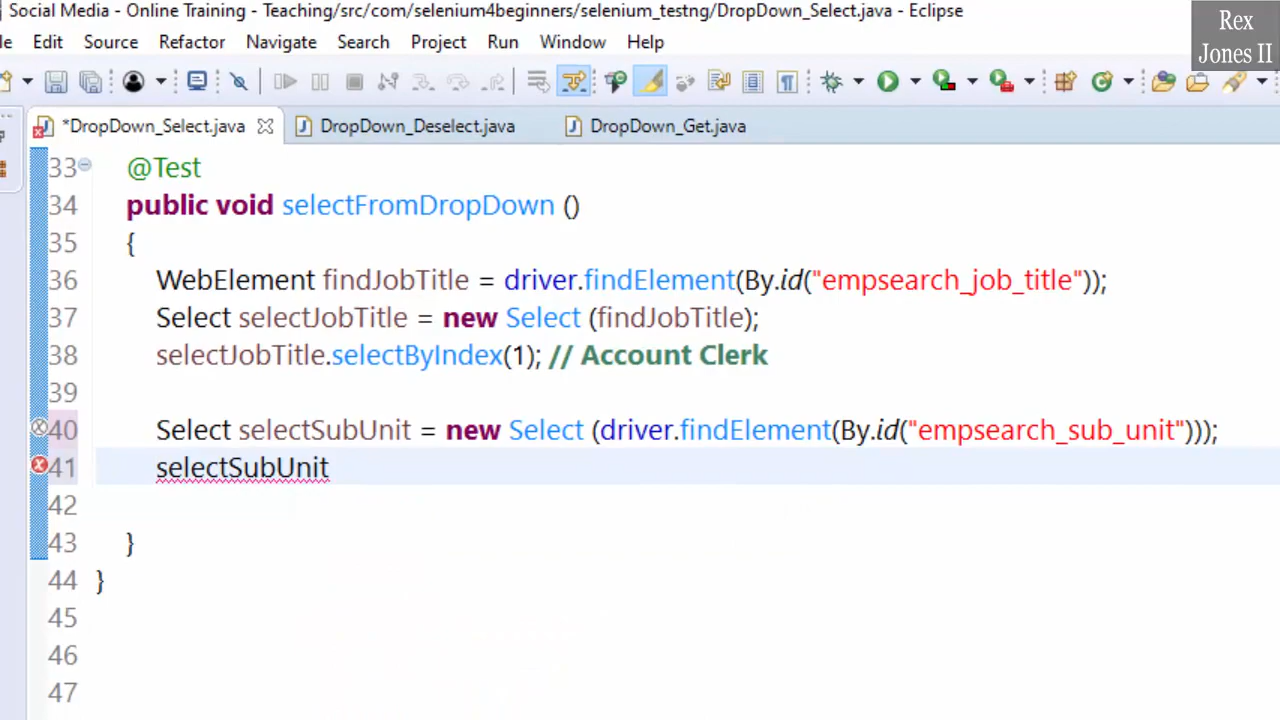 Social Media - Online Training - Teaching/src/com/selenium4beginners/selenium_testng/DropDown_Select.java - Eclipse
Rex
Jones II
le Edit Source Refactor Navigate Search Project Run Window Help
*DropDown_Select.java DropDown_Deselect.java DropDown_Get.java
33 @Test
34 public void selectFromDropDown ()
35 {
36 WebElement findJobTitle = driver.findElement(By.id("empsearch_job_title"));
37 Select selectJobTitle = new Select (findJobTitle);
38 selectJobTitle.selectByIndex(1); // Account Clerk
39
40 Select selectSubUnit = new Select (driver.findElement(By.id("empsearch_sub_unit")));
41 selectSubUnit
42
43 }
44 }
45
46
47